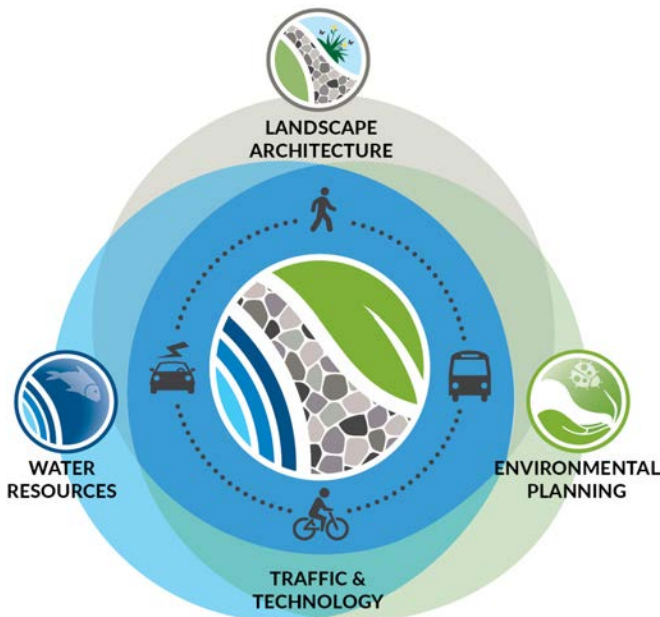 LANDSCAPE
ARCHITECTURE
WATER
RESOURCES
ENVIRONMENTAL
PLANNING
TRAFFIC &
TECHNOLOGY